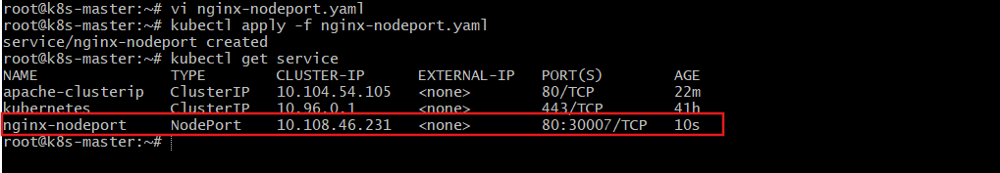 root@k8s-master:~# vi nginx-nodeport.yaml
root@k8s-master:~# kubectl apply -f nginx-nodeport.yaml
service/nginx-nodeport created
root@k8s-master:~# kubectl get service
NAME TYPE CLUSTER-IP EXTERNAL-IP PORT(S) AGE
apache-clusterip ClusterIP 10.104.54.105 <none> 80/TCP 22m
kubernetes ClusterIP 10.96.0.1 <none> 443/TCP 41h
nginx-nodeport NodePort 10.108.46.231 <none> 80:30007/TCP 10s
root@k8s-master:~#